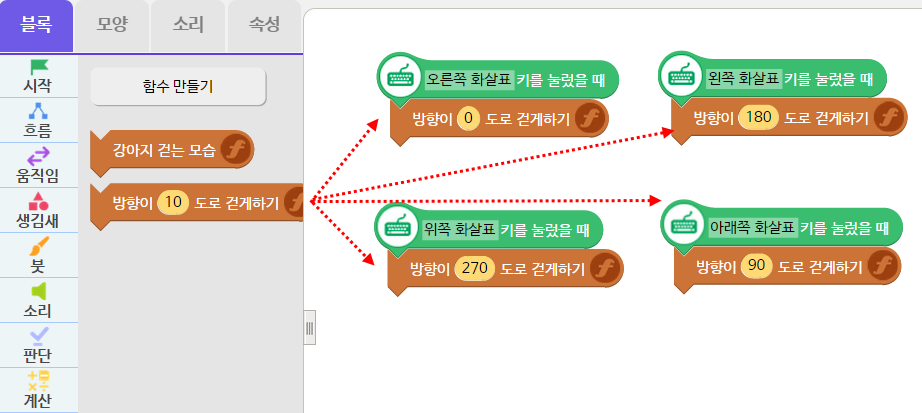 블록 모양 소리 속성
시작
흐름
움직임
생김새
붓
소리
판단
계산
함수 만들기
강아지 걷는 모습
방향이 10 도로 걷게하기
오른쪽 화살표 키를 눌렀을 때
방향이 0 도로 걷게하기
왼쪽 화살표 키를 눌렀을 때
방향이 180 도로 걷게하기
위쪽 화살표 키를 눌렀을 때
방향이 270 도로 걷게하기
아래쪽 화살표 키를 눌렀을 때
방향이 90 도로 걷게하기